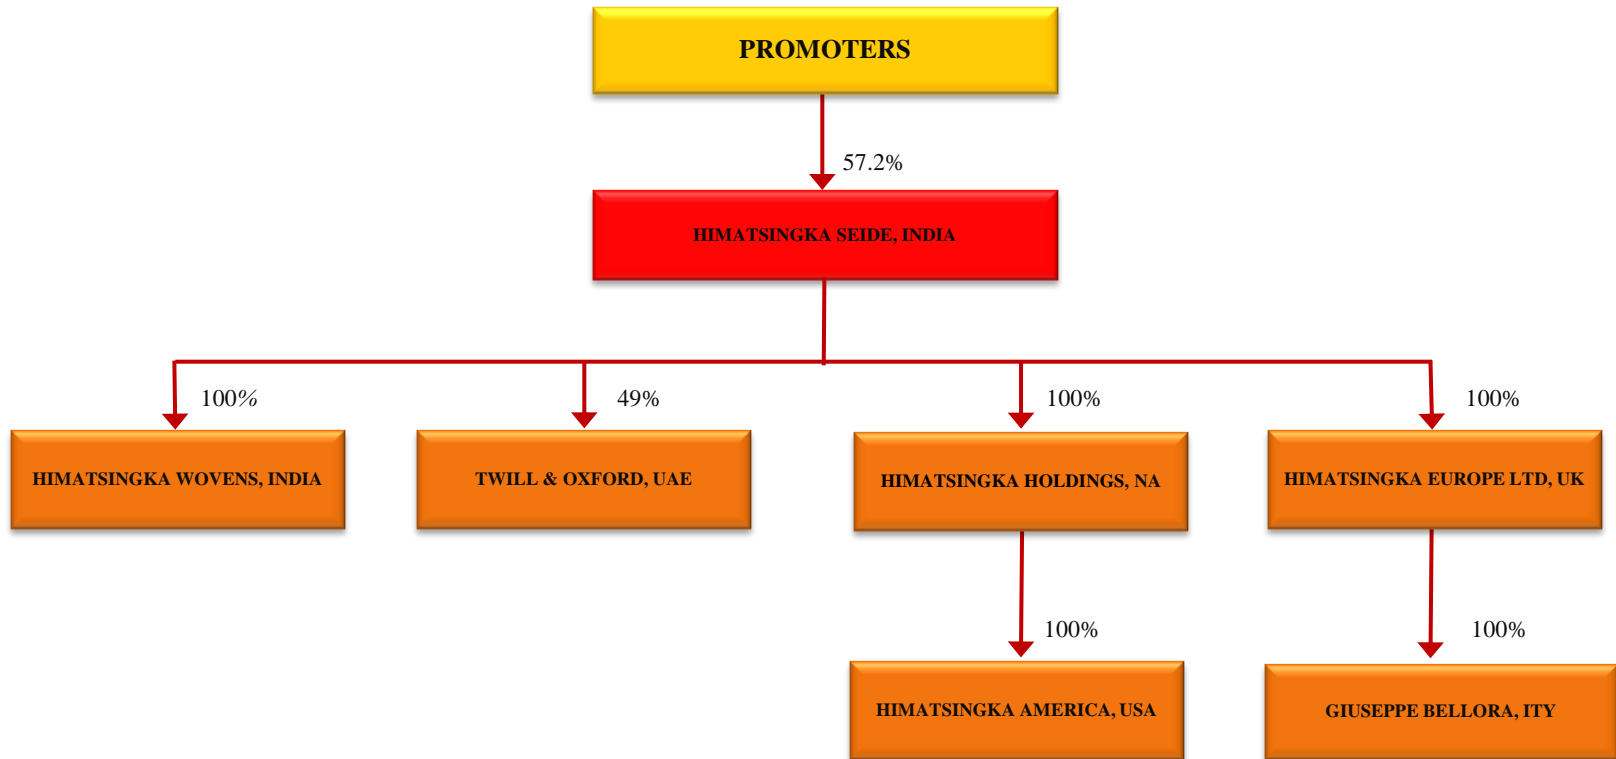 PROMOTERS
57.2%
HIMATSINGKA SEIDE, INDIA
100%
49%
100%
100%
HIMATSINGKA WOVENS, INDIA
TWILL & OXFORD, UAE
HIMATSINGKA HOLDINGS, NA
HIMATSINGKA EUROPE LTD, UK
100%
100%
HIMATSINGKA AMERICA, USA
GIUSEPPE BELLORA, ITY